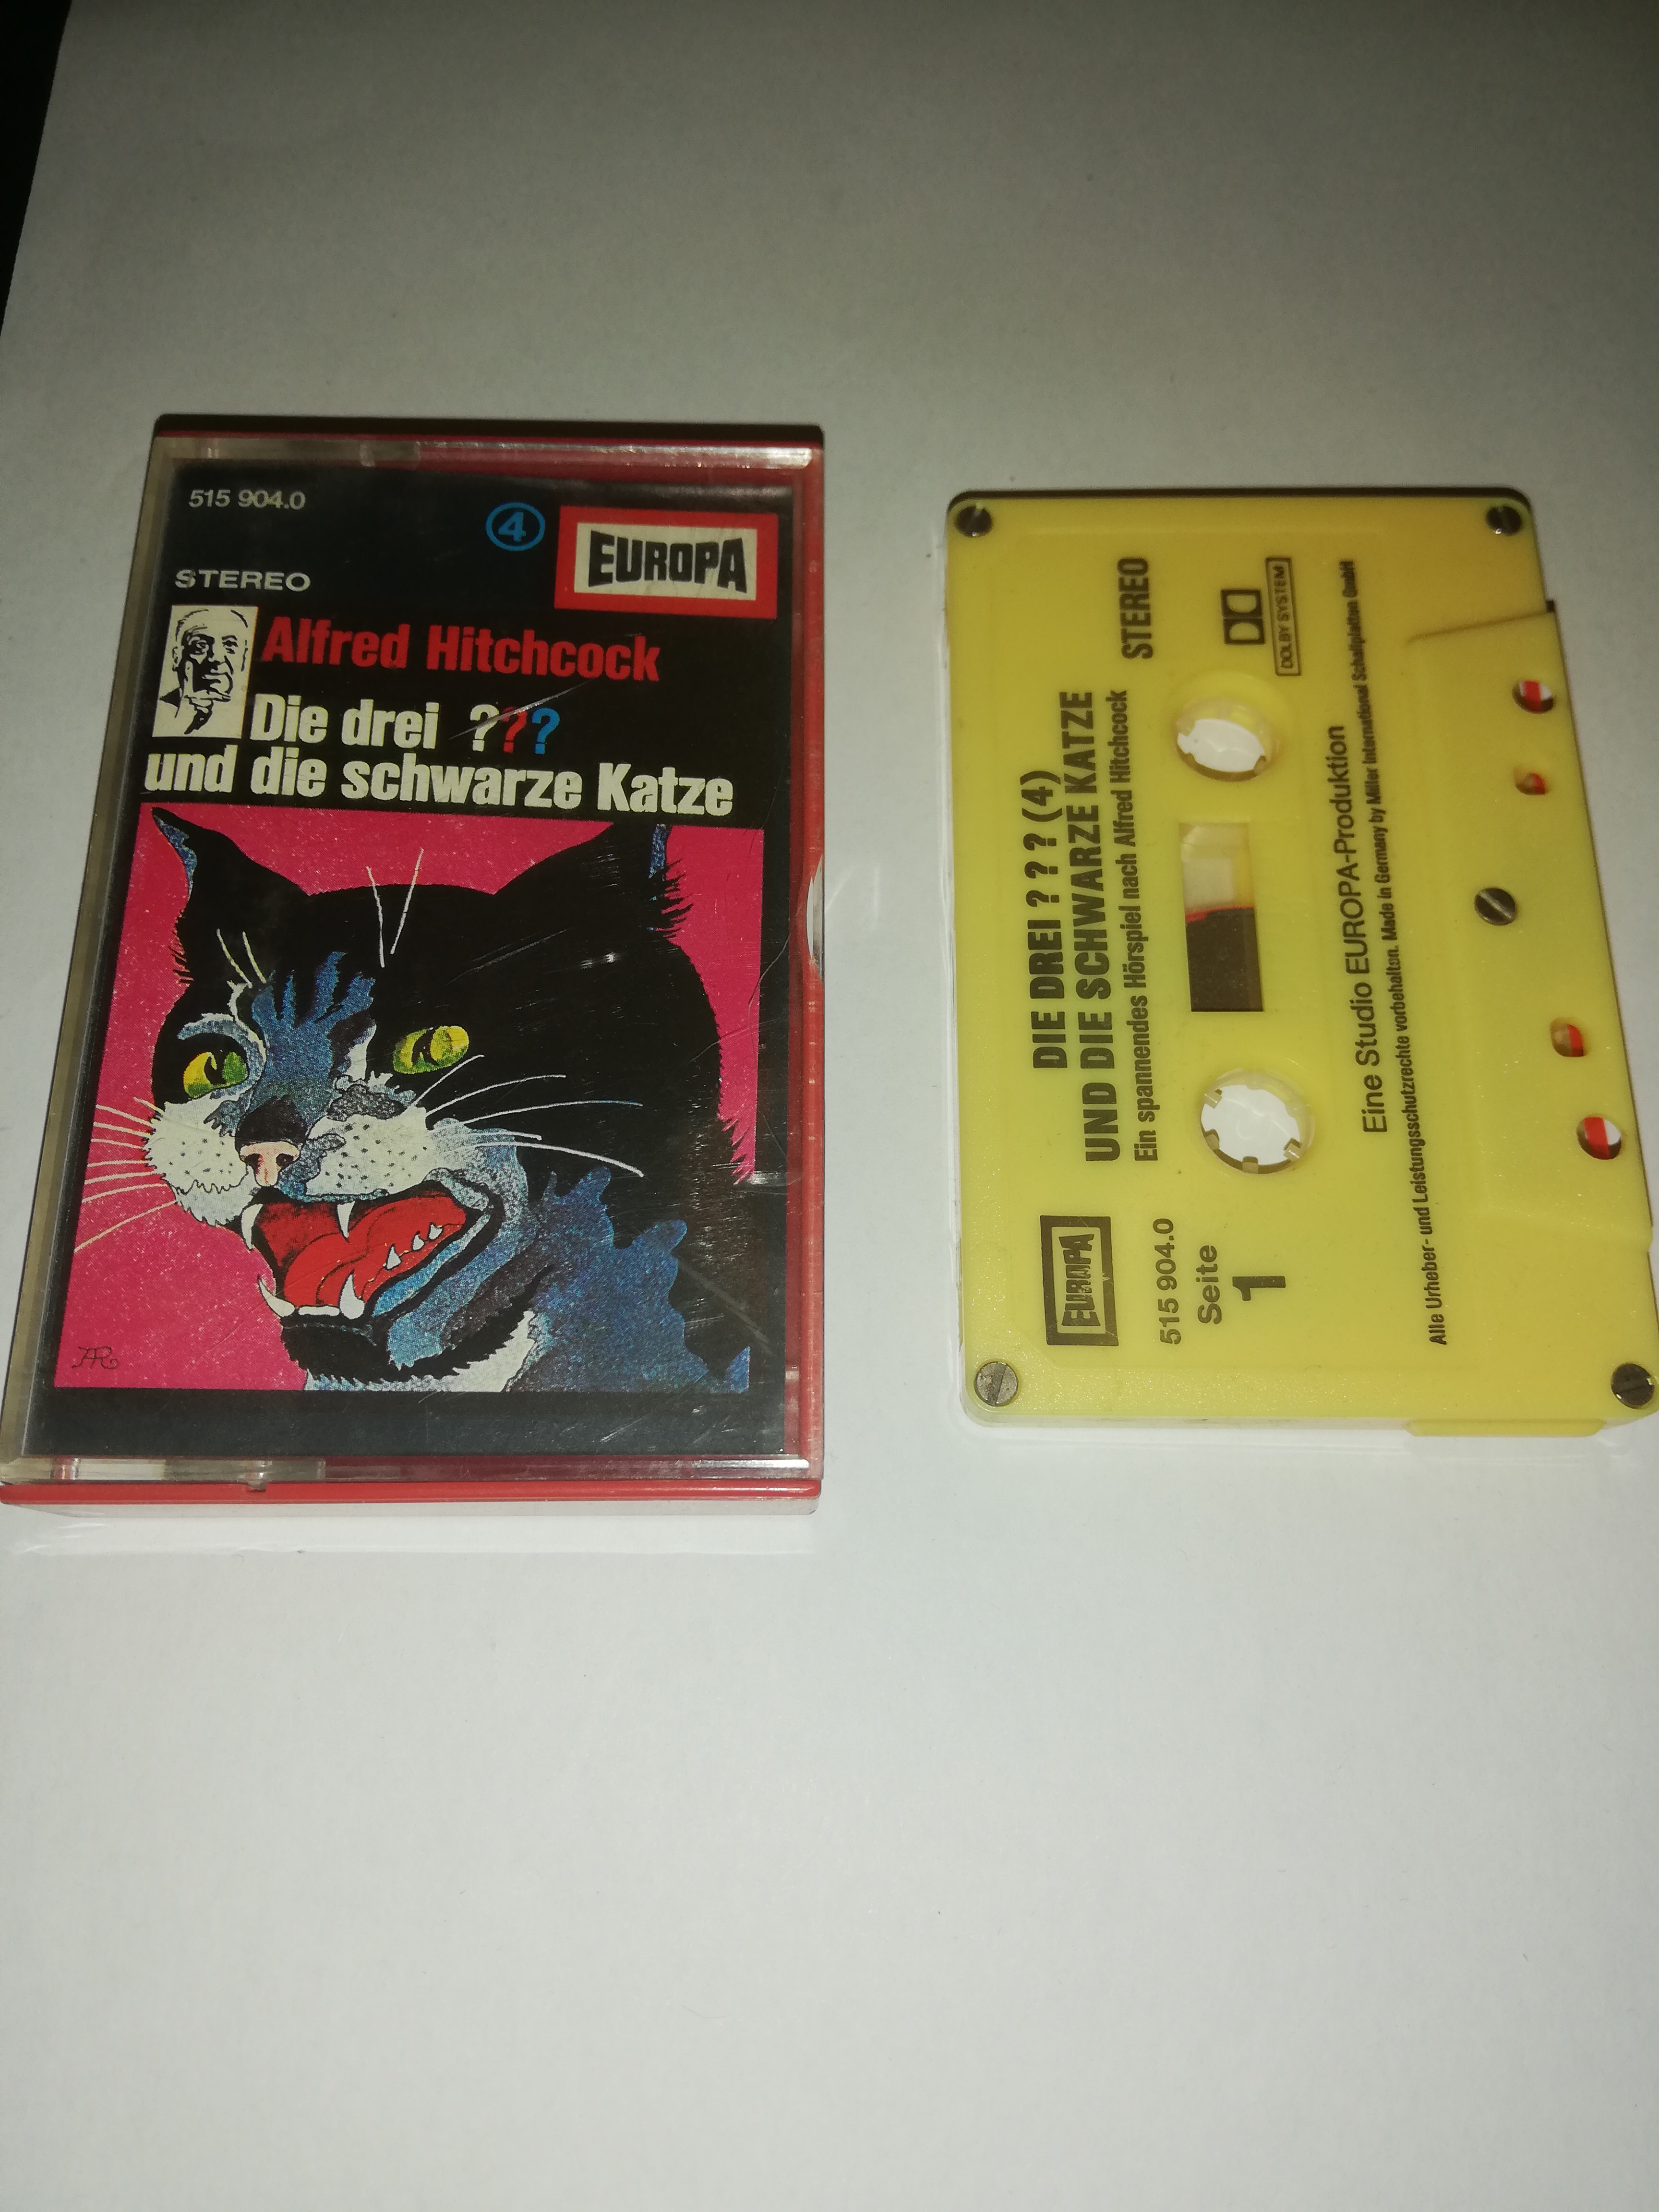 515 904.0
4
EUROPA
STEREO
Alfred Hitchcock
Die drei ???
und die schwarze Katze
AR
DIE DREI ? ? ? (4)
UND DIE SCHWARZE KATZE
Ein spannendes Hörspiel nach Alfred Hitchcock
STEREO
DOLBY SYSTEM
EUROPA
515 904.0
Seite
1
Eine Studio EUROPA-Produktion
Alle Urheber- und Leistungsschutzrechte vorbehalten. Made in Germany by Miller International Schallplatten GmbH